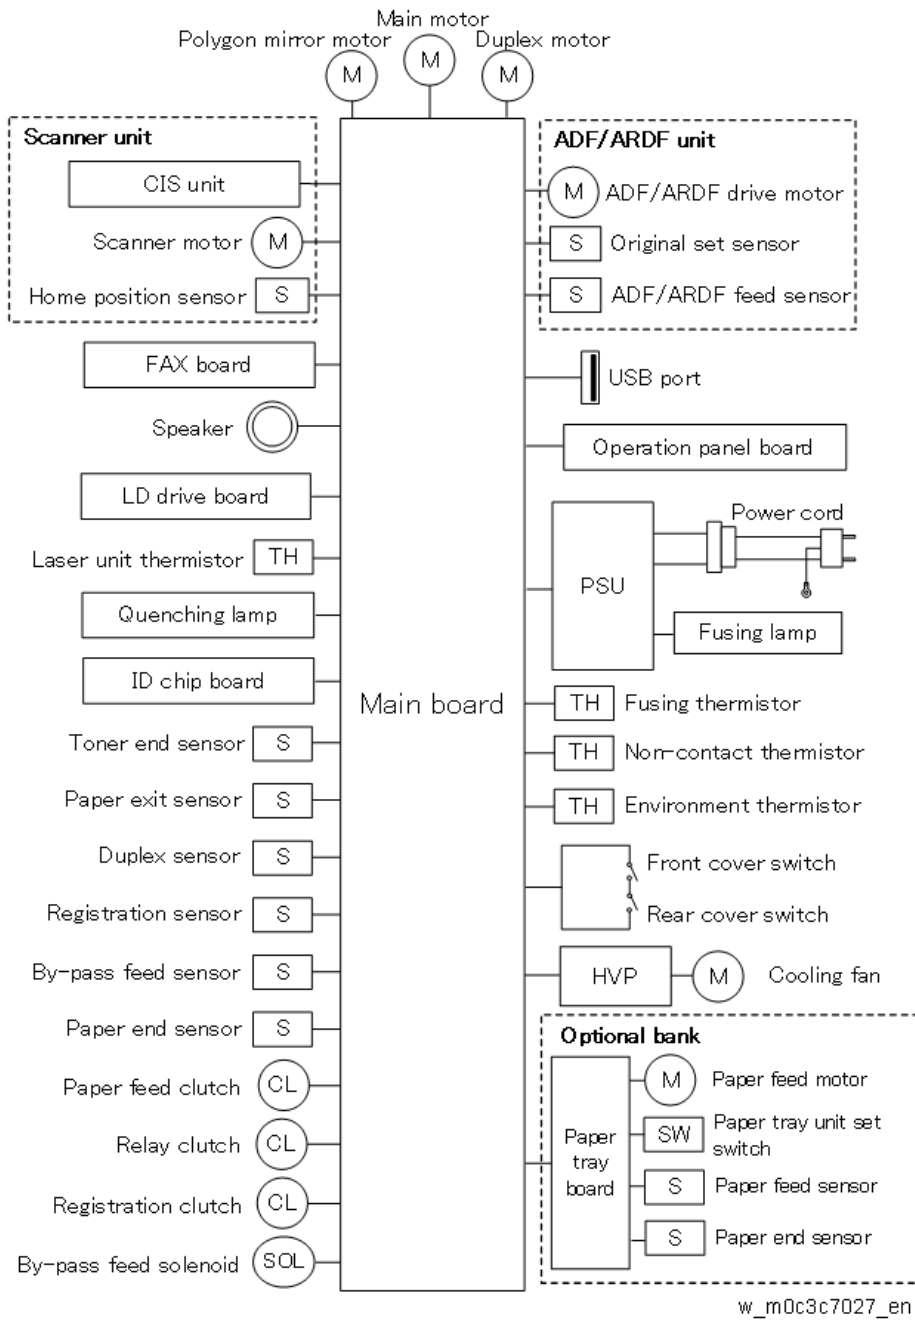 Main motor
Polygon mirror motor
Duplex motor
M
M
M
Scanner unit
CIS unit
Scanner motor M
Home position sensor S
FAX board
Speaker
LD drive board
Laser unit thermistor TH
Quenching lamp
ID chip board
Toner end sensor S
Paper exit sensor S
Duplex sensor S
Registration sensor S
By-pass feed sensor S
Paper end sensor S
Paper feed clutch CL
Relay clutch CL
Registration clutch CL
By-pass feed solenoid SOL
Main board
ADF/ARDF unit
M ADF/ARDF drive motor
S Original set sensor
S ADF/ARDF feed sensor
USB port
Operation panel board
Power cord
PSU
Fusing lamp
TH Fusing thermistor
TH Non-contact thermistor
TH Environment thermistor
Front cover switch
Rear cover switch
HVP M Cooling fan
Optional bank
Paper
tray
board
M Paper feed motor
SW Paper tray unit set
switch
S Paper feed sensor
S Paper end sensor
w_m0c3c7027_en